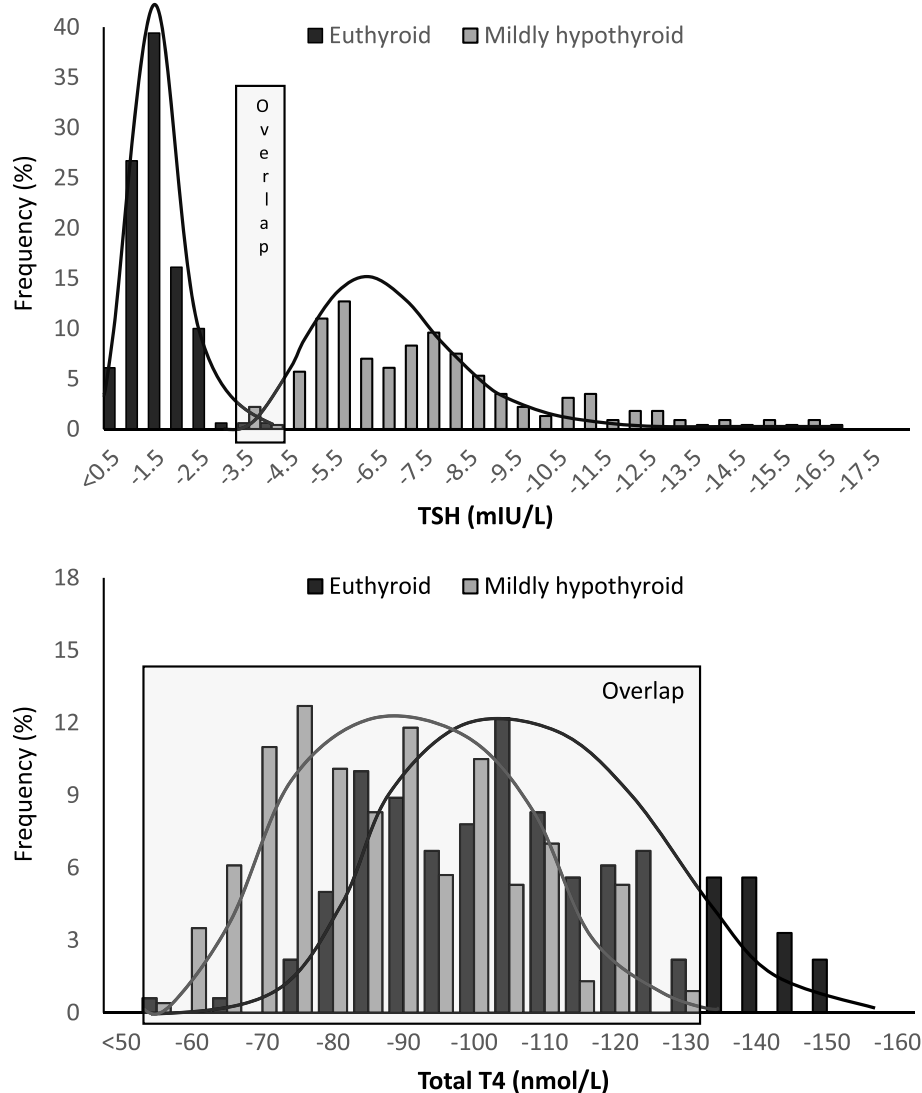 Euthyroid Mildly hypothyroid
40
35
30
25
20
15
10
5
0
Frequency (%)
Overlap
<0.5 -1.5 -2.5 -3.5 -4.5 -5.5 -6.5 -7.5 -8.5 -9.5 -10.5 -11.5 -12.5 -13.5 -14.5 -15.5 -16.5 -17.5
TSH (mIU/L)
Euthyroid Mildly hypothyroid
18
15
12
9
6
3
0
Frequency (%)
Overlap
<50 -60 -70 -80 -90 -100 -110 -120 -130 -140 -150 -160
Total T4 (nmol/L)